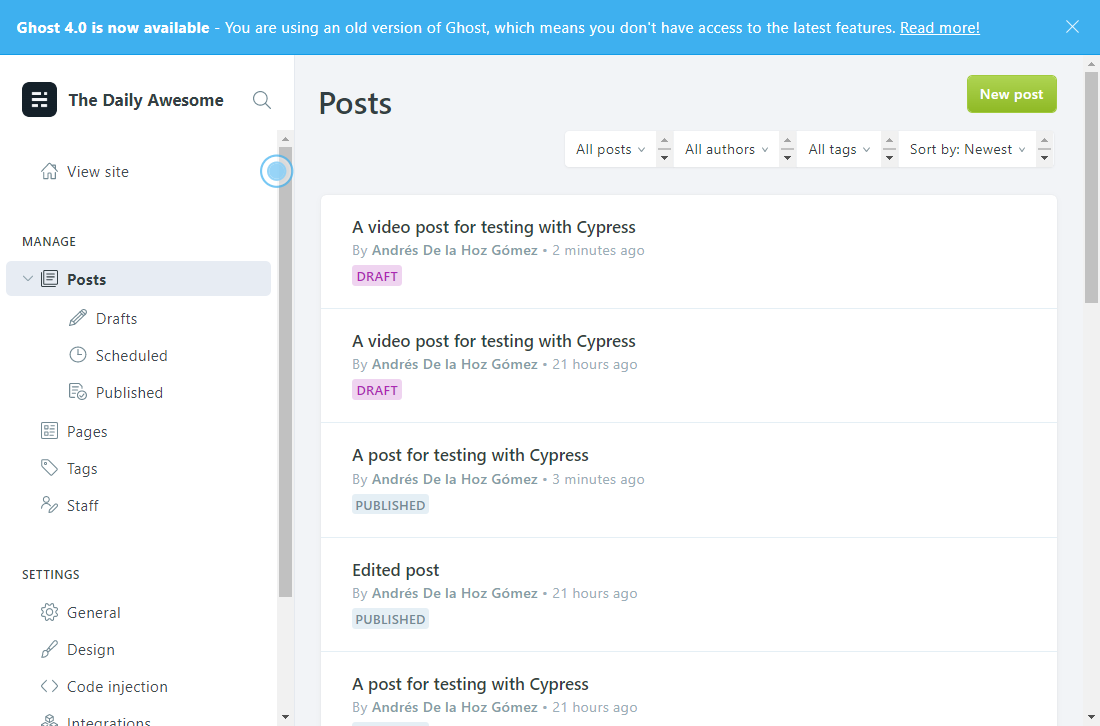 Ghost 4.0 is now available - You are using an old version of Ghost, which means you don't have access to the latest features. Read more!
The Daily Awesome
View site
MANAGE
Posts
Drafts
Scheduled
Published
Pages
Tags
Staff
SETTINGS
General
Design
Code injection
Integrations
Posts
New post
All posts
All authors
All tags
Sort by: Newest
A video post for testing with Cypress
By Andrés De la Hoz Gómez • 2 minutes ago
DRAFT
A video post for testing with Cypress
By Andrés De la Hoz Gómez • 21 hours ago
DRAFT
A post for testing with Cypress
By Andrés De la Hoz Gómez • 3 minutes ago
PUBLISHED
Edited post
By Andrés De la Hoz Gómez • 21 hours ago
PUBLISHED
A post for testing with Cypress
By Andrés De la Hoz Gómez • 21 hours ago